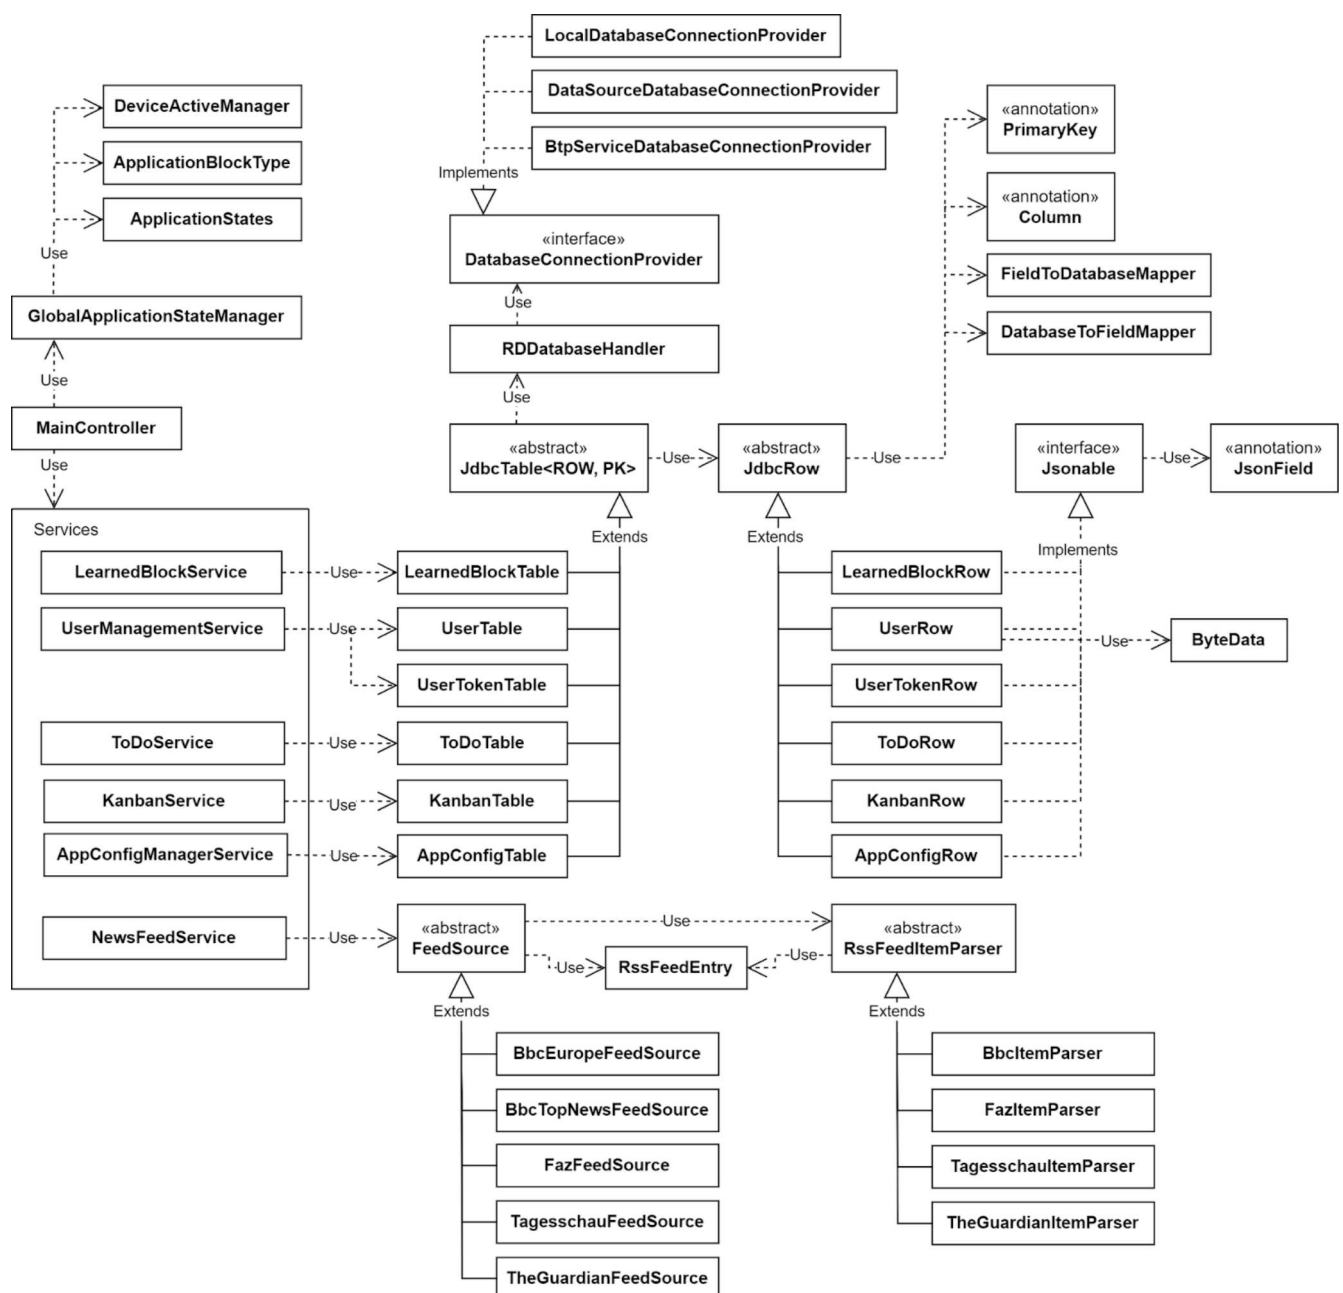 LocalDatabaseConnectionProvider
DataSourceDatabaseConnectionProvider
BtpServiceDatabaseConnectionProvider
Implements
«interface»
DatabaseConnectionProvider
Use
RDDatabaseHandler
Use
DeviceActiveManager
ApplicationBlockType
ApplicationStates
Use
GlobalApplicationStateManager
Use
MainController
Use
«annotation»
PrimaryKey
«annotation»
Column
FieldToDatabaseMapper
DatabaseToFieldMapper
«abstract»
JdbcTable<ROW, PK>
Use
«abstract»
JdbcRow
Use
«interface»
Jsonable
Use
«annotation»
JsonField
Extends
Extends
Implements
Services
LearnedBlockService
Use
LearnedBlockTable
LearnedBlockRow
UserManagementService
Use
UserTable
UserRow
Use
ByteData
UserTokenTable
UserTokenRow
ToDoService
Use
ToDoTable
ToDoRow
KanbanService
Use
KanbanTable
KanbanRow
AppConfigManagerService
Use
AppConfigTable
AppConfigRow
NewsFeedService
Use
«abstract»
FeedSource
Use
Use
RssFeedEntry
Use
«abstract»
RssFeedItemParser
Extends
Extends
BbcEuropeFeedSource
BbcTopNewsFeedSource
FazFeedSource
TagesschauFeedSource
TheGuardianFeedSource
BbcItemParser
FazItemParser
TagesschauItemParser
TheGuardianItemParser